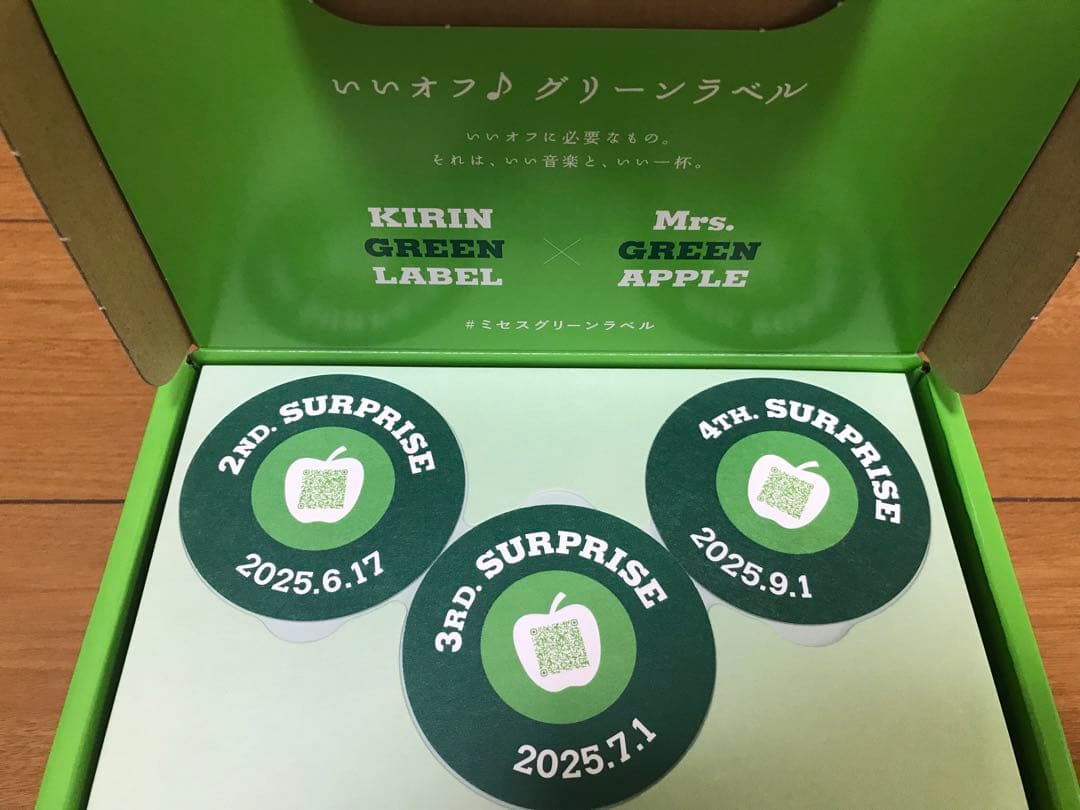 いいオフ♪ グリーンラベル
いいオフに必要なもの。
それは、いい音楽と、いい一杯。
KIRIN
GREEN
LABEL
×
Mrs.
GREEN
APPLE
#ミセスグリーンラベル
2ND. SURPRISE
2025.6.17
3RD. SURPRISE
2025.7.1
4TH. SURPRISE
2025.9.1